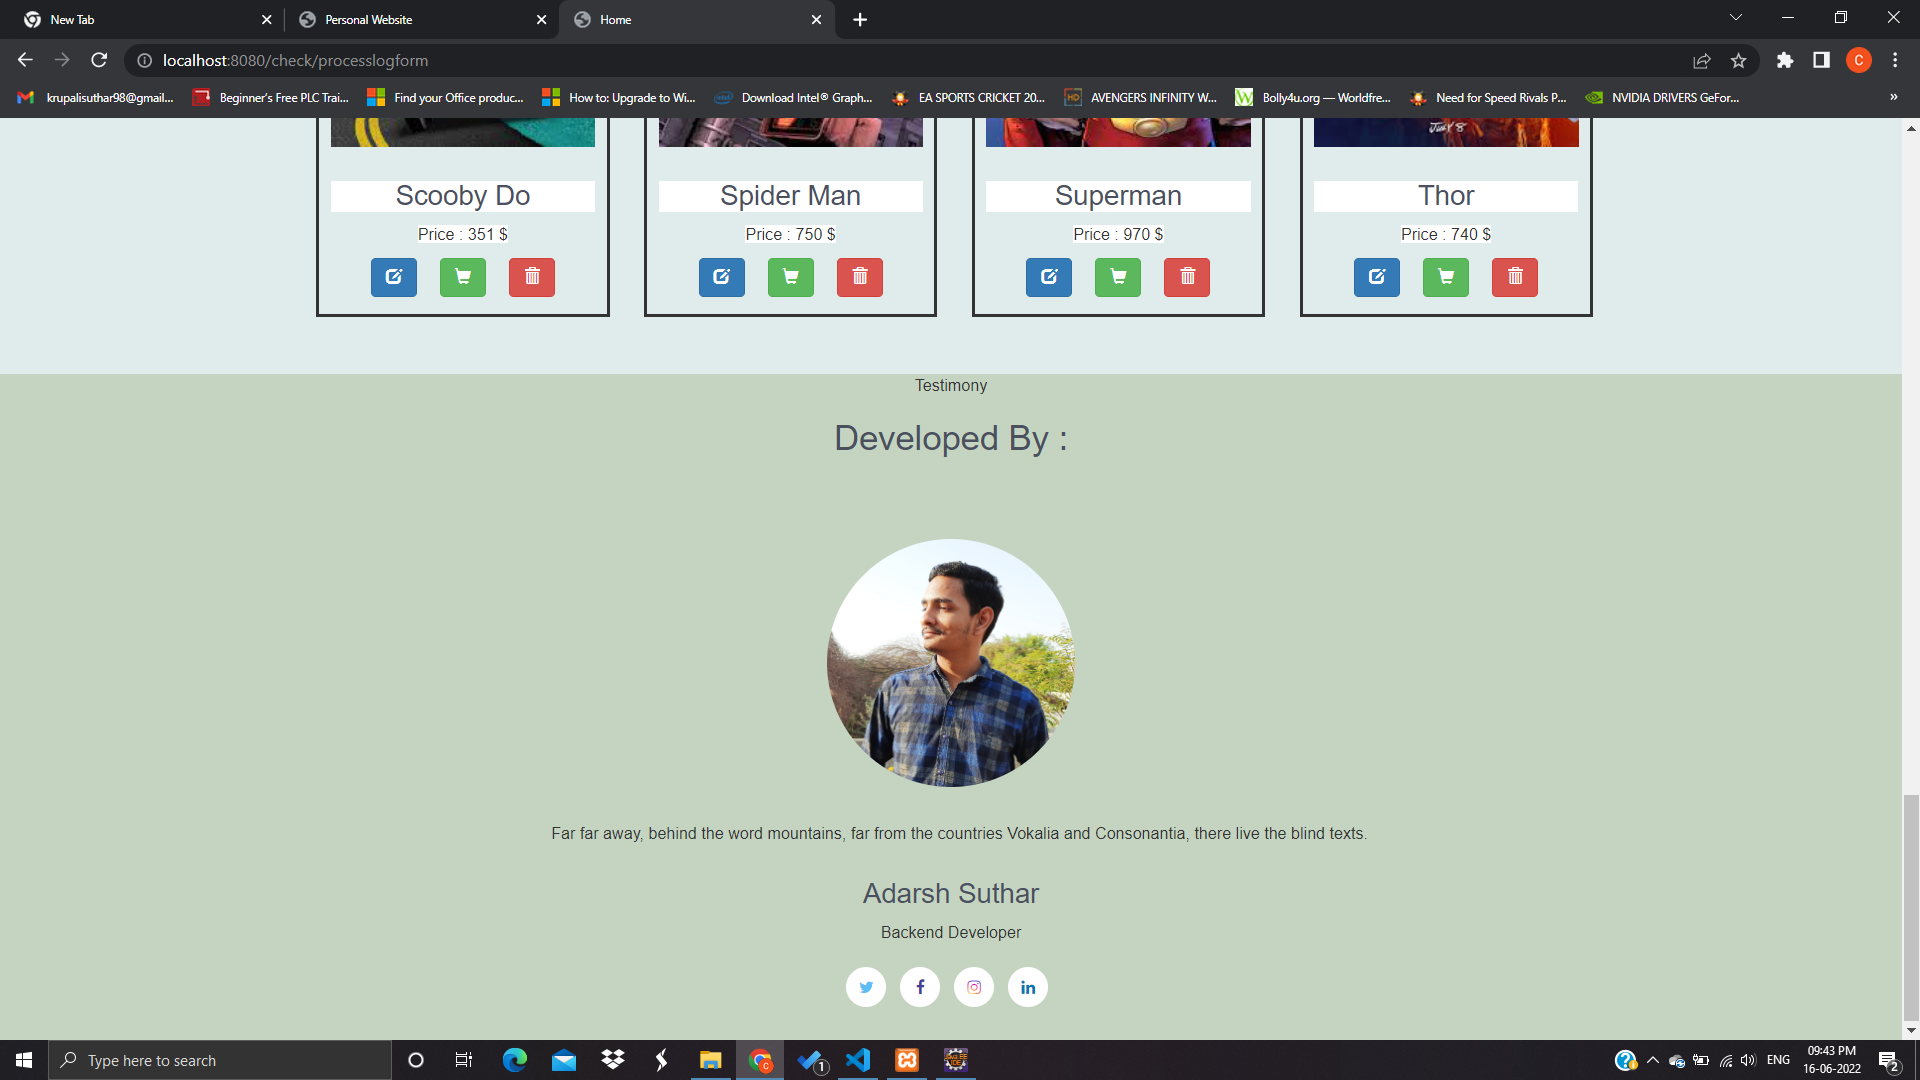 New Tab
Personal Website
Home
localhost:8080/check/processlogform
C
krupalisuthar98@gmail...
Beginner's Free PLC Trai...
Find your Office produc...
How to: Upgrade to Wi...
Download Intel® Graph...
EA SPORTS CRICKET 20...
AVENGERS INFINITY W...
Bolly4u.org — Worldfre...
Need for Speed Rivals P...
NVIDIA DRIVERS GeFor...
»
JULY 8
Scooby Do
Spider Man
Superman
Thor
Price : 351 $
Price : 750 $
Price : 970 $
Price : 740 $
Testimony
Developed By :
Far far away, behind the word mountains, far from the countries Vokalia and Consonantia, there live the blind texts.
Adarsh Suthar
Backend Developer
Type here to search
1
ENG
09:43 PM
16-06-2022
2